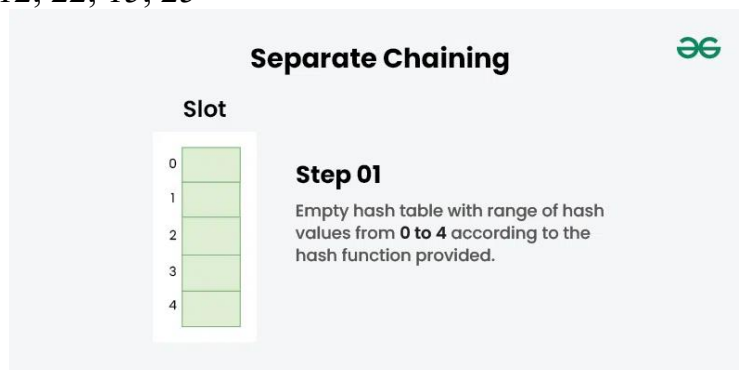 Separate Chaining
Slot
0
1
2
3
4
Step 01
Empty hash table with range of hash
values from 0 to 4 according to the
hash function provided.